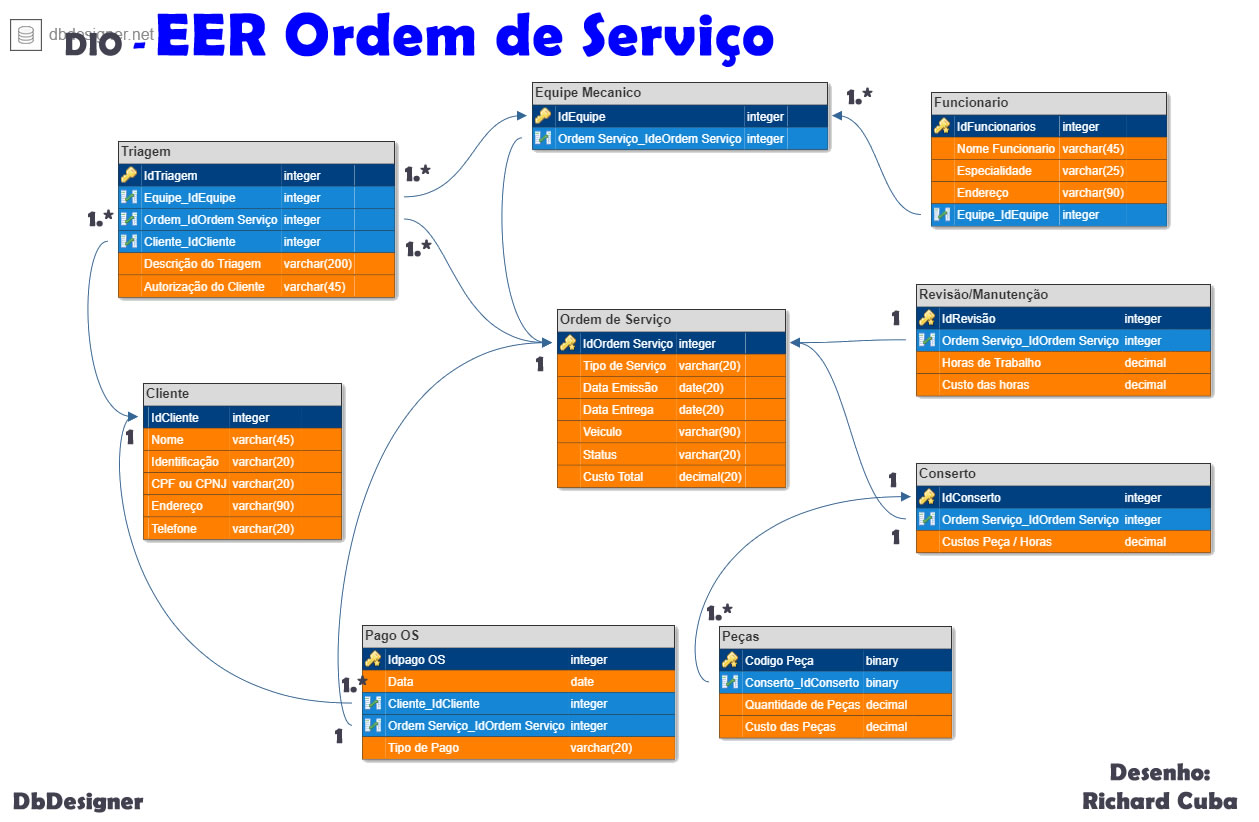 dbdesigner.net
DIO - EER Ordem de Serviço
Equipe Mecanico
IdEquipe integer
Ordem Serviço_IdeOrdem Serviço integer
1.*
Funcionario
IdFuncionarios integer
Nome Funcionario varchar(45)
Especialidade varchar(25)
Endereço varchar(90)
Equipe_IdEquipe integer
Triagem
IdTriagem integer
Equipe_IdEquipe integer
Ordem_IdOrdem Serviço integer
Cliente_IdCliente integer
Descrição do Triagem varchar(200)
Autorização do Cliente varchar(45)
1.*
1.*
1.*
Ordem de Serviço
IdOrdem Serviço integer
Tipo de Serviço varchar(20)
Data Emissão date(20)
Data Entrega date(20)
Veiculo varchar(90)
Status varchar(20)
Custo Total decimal(20)
1
Revisão/Manutenção
IdRevisão integer
Ordem Serviço_IdOrdem Serviço integer
Horas de Trabalho decimal
Custo das horas decimal
1
Cliente
IdCliente integer
Nome varchar(45)
Identificação varchar(20)
CPF ou CPNJ varchar(20)
Endereço varchar(90)
Telefone varchar(20)
1
Conserto
IdConserto integer
Ordem Serviço_IdOrdem Serviço integer
Custos Peça / Horas decimal
1
1
Pago OS
Idpago OS integer
Data date
Cliente_IdCliente integer
Ordem Serviço_IdOrdem Serviço integer
Tipo de Pago varchar(20)
1.*
1
Peças
Codigo Peça binary
Conserto_IdConserto binary
Quantidade de Peças decimal
Custo das Peças decimal
1.*
DbDesigner
Desenho:
Richard Cuba